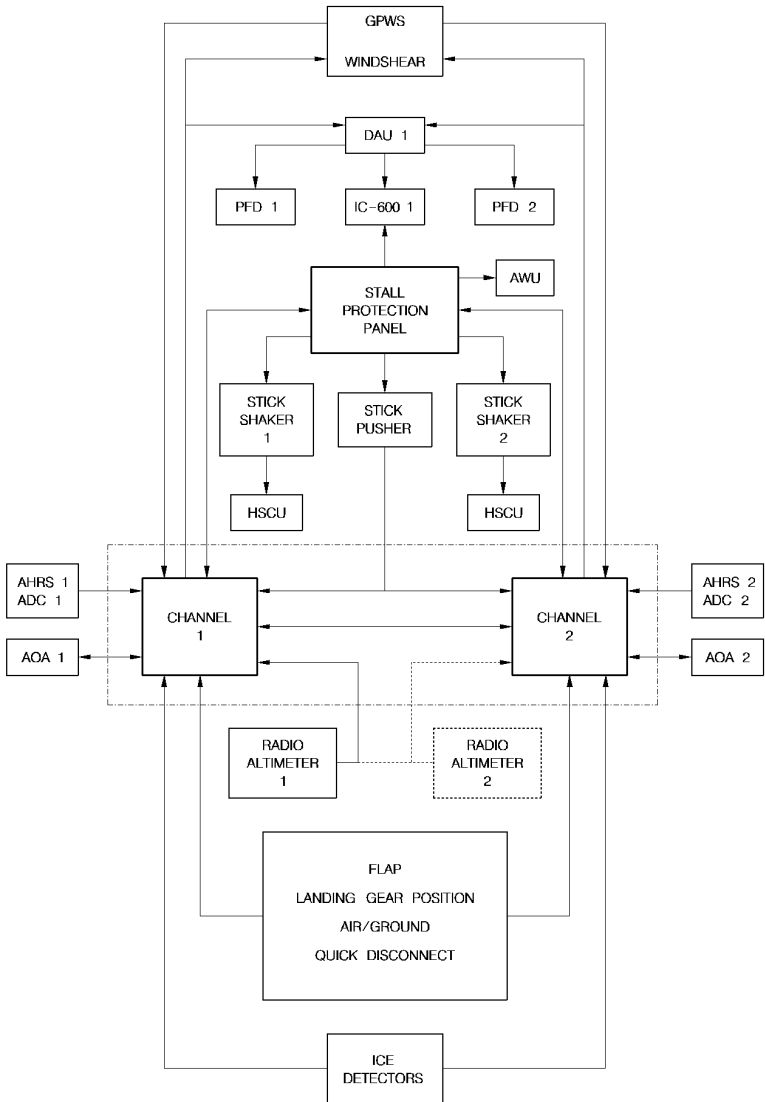 GPWS
WINDSHEAR
DAU 1
PFD 1
IC-600 1
PFD 2
STALL
PROTECTION
PANEL
AWU
STICK
SHAKER
1
STICK
PUSHER
STICK
SHAKER
2
HSCU
HSCU
AHRS 1
ADC 1
CHANNEL
1
CHANNEL
2
AHRS 2
ADC 2
AOA 1
AOA 2
RADIO
ALTIMETER
1
RADIO
ALTIMETER
2
FLAP
LANDING GEAR POSITION
AIR/GROUND
QUICK DISCONNECT
ICE
DETECTORS